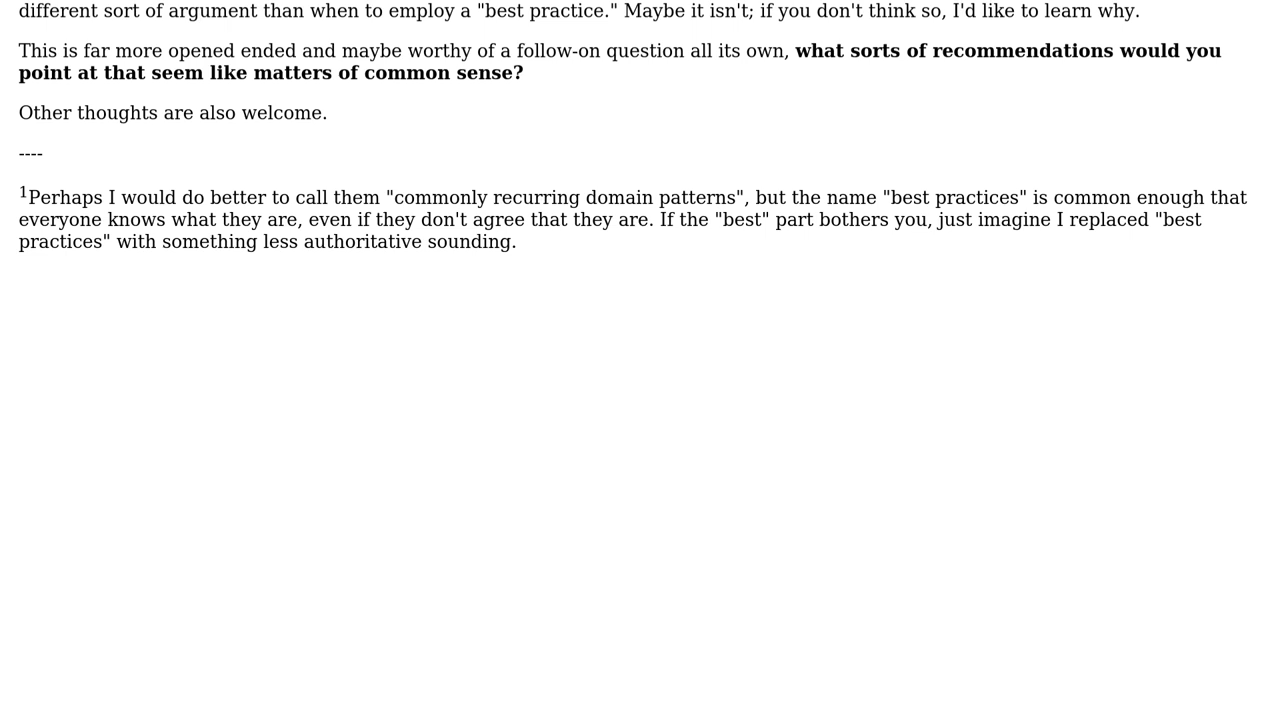 different sort of argument than when to employ a "best practice." Maybe it isn't; if you don't think so, I'd like to learn why.
This is far more opened ended and maybe worthy of a follow-on question all its own, what sorts of recommendations would you
point at that seem like matters of common sense?
Other thoughts are also welcome.
----
1Perhaps I would do better to call them "commonly recurring domain patterns", but the name "best practices" is common enough that
everyone knows what they are, even if they don't agree that they are. If the "best" part bothers you, just imagine I replaced "best
practices" with something less authoritative sounding.